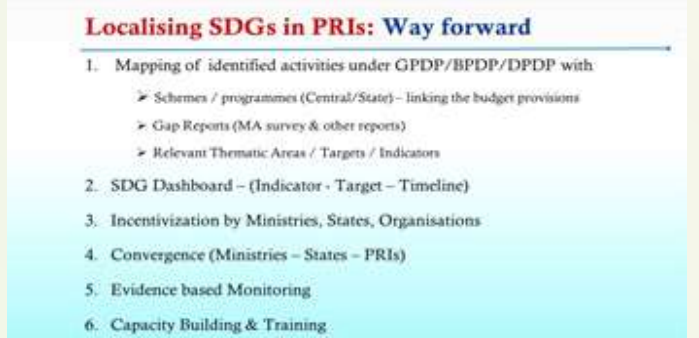 Localising SDGs in PRIs: Way forward
1. Mapping of identified activities under GPDP/BPDP/DPDP with
➤ Schemes / programmes (Central/State) – linking the budget provisions
➤ Gap Reports (MA survey & other reports)
➤ Relevant Thematic Areas / Targets / Indicators
2. SDG Dashboard – (Indicator - Target – Timeline)
3. Incentivization by Ministries, States, Organisations
4. Convergence (Ministries – States – PRIs)
5. Evidence based Monitoring
6. Capacity Building & Training